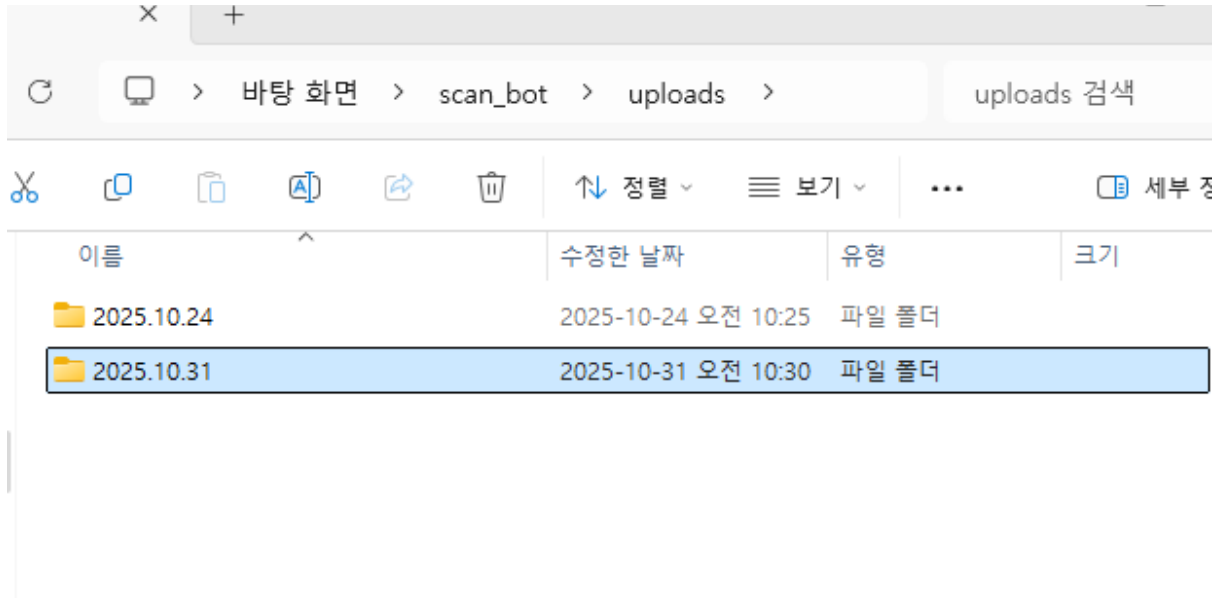 바탕 화면 > scan_bot > uploads > uploads 검색
정렬 보기 세부
이름 수정한 날짜 유형 크기
2025.10.24 2025-10-24 오전 10:25 파일 폴더
2025.10.31 2025-10-31 오전 10:30 파일 폴더